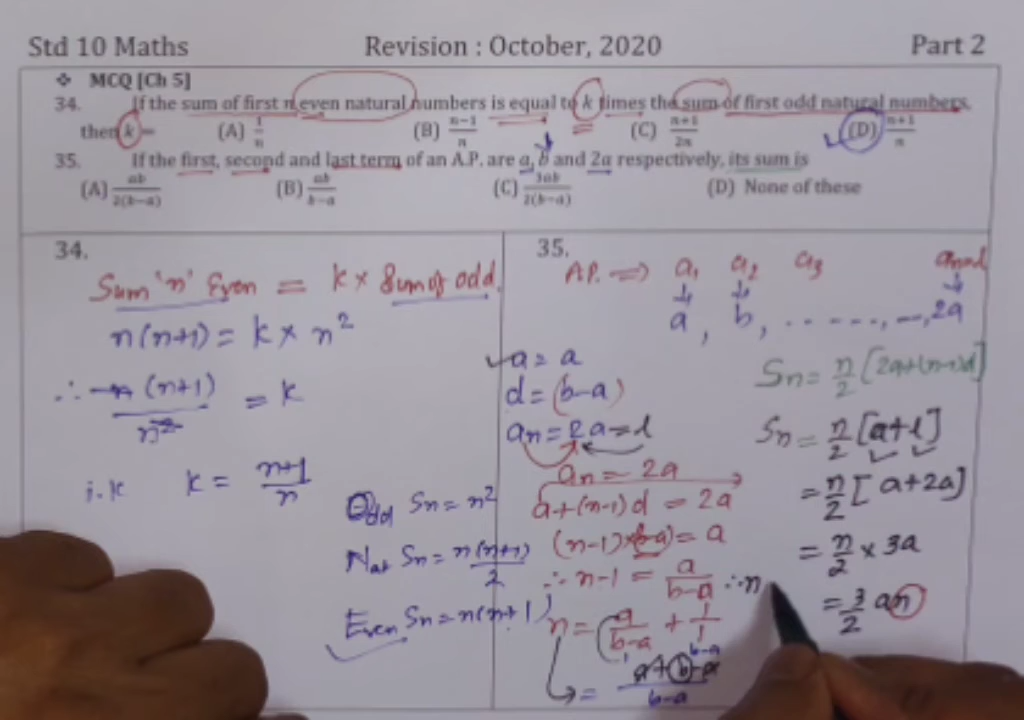 Std 10 Maths Revision : October, 2020 Part 2
❖ MCQ [Ch 5]
34. If the sum of first n even natural numbers is equal to k times the sum of first odd natural numbers,
then k = (A) 1/n (B) n−1/n (C) n+1/2n (D) n+1/n
35. If the first, second and last term of an A.P. are a, b and 2a respectively, its sum is
(A) ab/2(b−a) (B) ab/b−a (C) 3ab/2(b−a) (D) None of these
34.
Sum 'n' Even = k × Sum of odd.
n(n+1) = k × n²
∴ n(n+1)/n² = k
i.e k = n+1/n
Odd Sn = n²
Nat Sn = n(n+1)/2
Even Sn = n(n+1)
35.
A.P. ⇒ a₁ a₂ a₃
a, b, ......, 2a
a = a
d = (b−a)
an = 2a = l
an = 2a
a+(n−1)d = 2a
(n−1)×(b−a) = a
∴ n−1 = a/b−a ∴ n
n = a/b−a + 1/1
b−a
= a+b−a/b−a
Sn = n/2 [2a+(n−1)d]
Sn = n/2 [a+l]
= n/2 [a+2a]
= n/2 × 3a
= 3/2 an